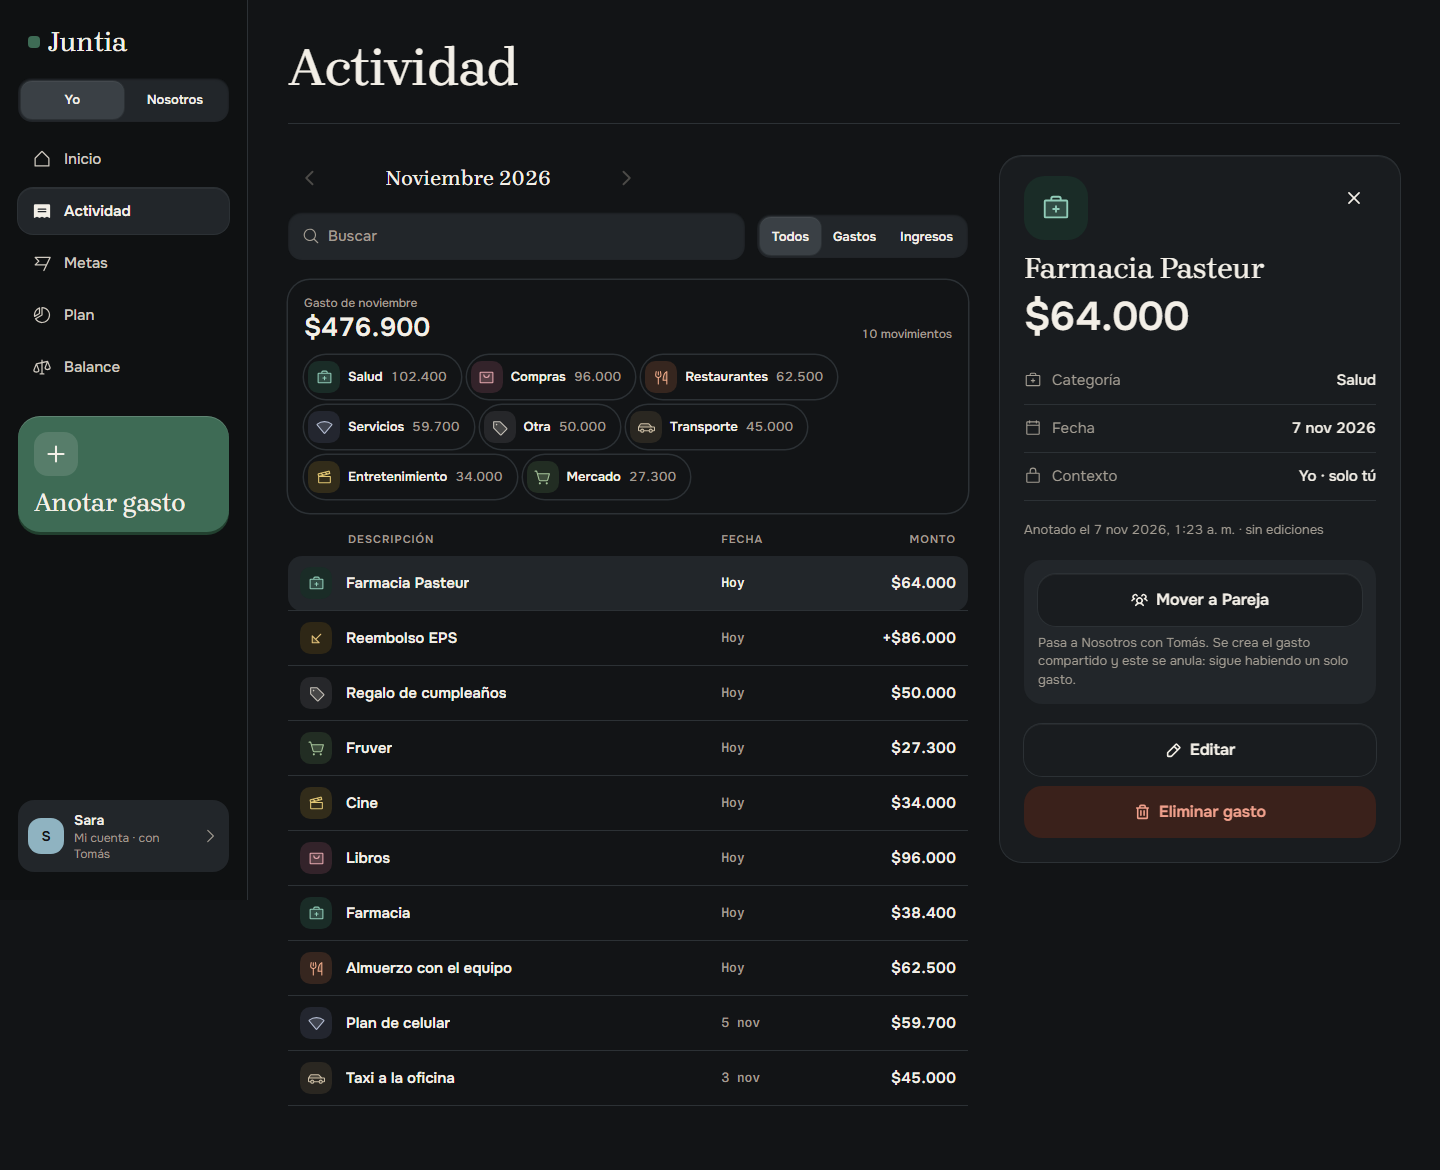 Juntia
Yo
Nosotros
Inicio
Actividad
Metas
Plan
Balance
Anotar gasto
S
Sara
Mi cuenta · con
Tomás
Actividad
Noviembre 2026
Buscar
Todos
Gastos
Ingresos
Gasto de noviembre
$476.900
10 movimientos
Salud 102.400
Compras 96.000
Restaurantes 62.500
Servicios 59.700
Otra 50.000
Transporte 45.000
Entretenimiento 34.000
Mercado 27.300
DESCRIPCIÓN FECHA MONTO
Farmacia Pasteur Hoy $64.000
Reembolso EPS Hoy +$86.000
Regalo de cumpleaños Hoy $50.000
Fruver Hoy $27.300
Cine Hoy $34.000
Libros Hoy $96.000
Farmacia Hoy $38.400
Almuerzo con el equipo Hoy $62.500
Plan de celular 5 nov $59.700
Taxi a la oficina 3 nov $45.000
Farmacia Pasteur
$64.000
Categoría Salud
Fecha 7 nov 2026
Contexto Yo · solo tú
Anotado el 7 nov 2026, 1:23 a. m. · sin ediciones
Mover a Pareja
Pasa a Nosotros con Tomás. Se crea el gasto
compartido y este se anula: sigue habiendo un solo
gasto.
Editar
Eliminar gasto